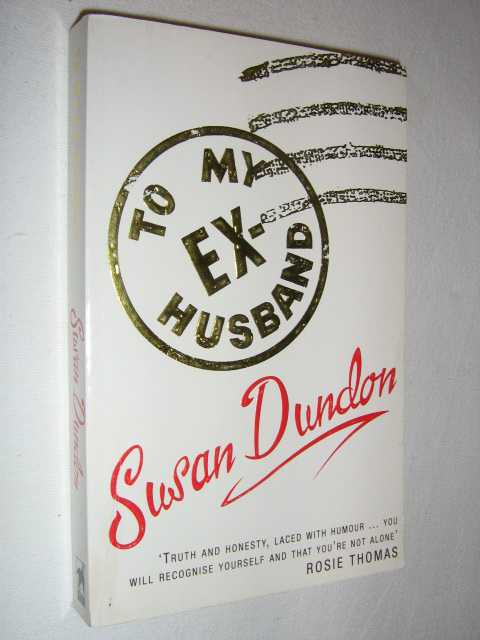 TO MY
EX-
HUSBAND
Susan Dundon
'TRUTH AND HONESTY, LACED WITH HUMOUR ... YOU
WILL RECOGNISE YOURSELF AND THAT YOU'RE NOT ALONE'
ROSIE THOMAS
Susan Dundon